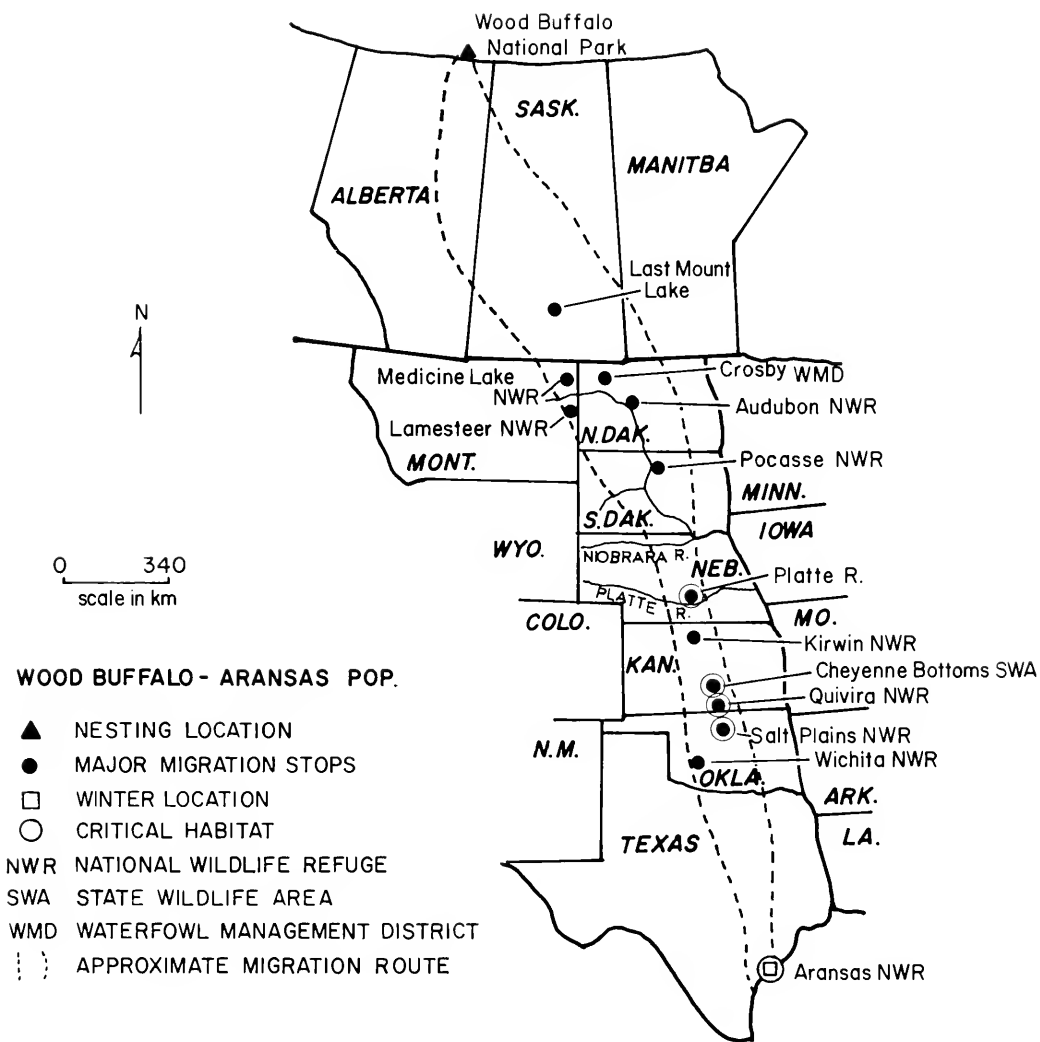 Wood Buffalo
National Park
SASK.
MANITBA
ALBERTA
Last Mount
Lake
N
Medicine Lake
NWR
Crosby WMD
Audubon NWR
Lamesteer NWR
N.DAK.
MONT.
Pocasse NWR
MINN.
S.DAK.
IOWA
WYO.
NIOBRARA R.
NEB.
Platte R.
0 340
scale in km
PLATTE R.
MO.
COLO.
Kirwin NWR
KAN.
Cheyenne Bottoms SWA
Quivira NWR
Salt Plains NWR
N.M.
Wichita NWR
OKLA.
ARK.
TEXAS
LA.
Aransas NWR
WOOD BUFFALO - ARANSAS POP.
NESTING LOCATION
MAJOR MIGRATION STOPS
WINTER LOCATION
CRITICAL HABITAT
NWR NATIONAL WILDLIFE REFUGE
SWA STATE WILDLIFE AREA
WMD WATERFOWL MANAGEMENT DISTRICT
APPROXIMATE MIGRATION ROUTE